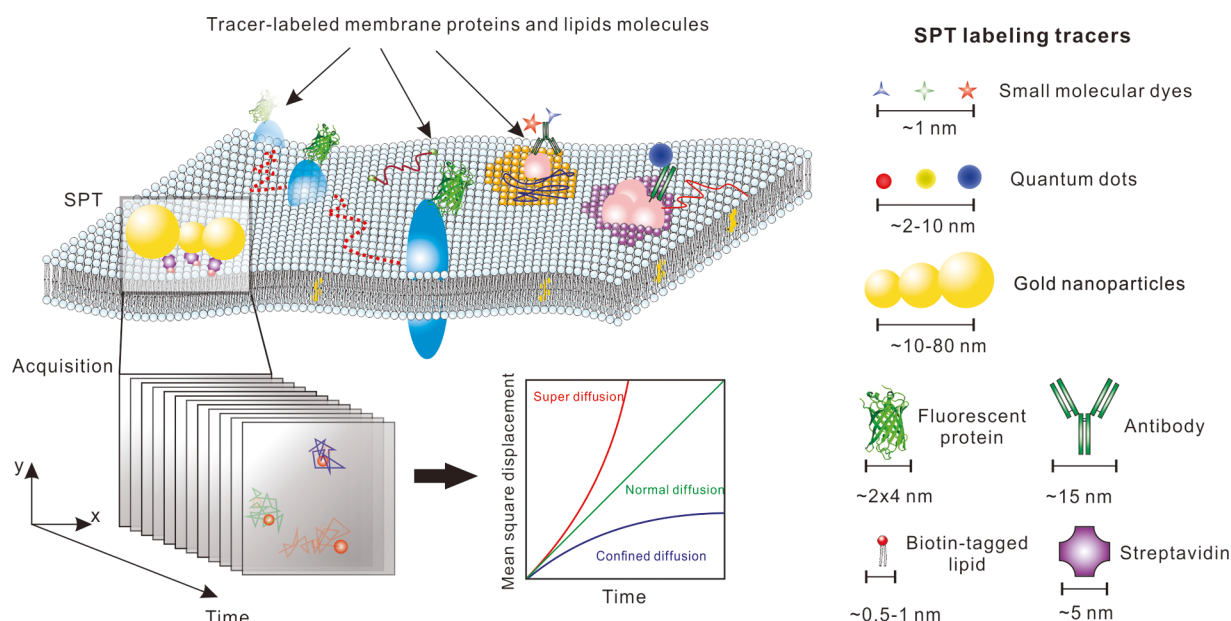 Tracer-labeled membrane proteins and lipids molecules
SPT
Acquisition
y
x
Time
Mean square displacement
Super diffusion
Normal diffusion
Confined diffusion
Time
SPT labeling tracers
Small molecular dyes
~1 nm
Quantum dots
~2-10 nm
Gold nanoparticles
~10-80 nm
Fluorescent
protein
~2x4 nm
Antibody
~15 nm
Biotin-tagged
lipid
~0.5-1 nm
Streptavidin
~5 nm